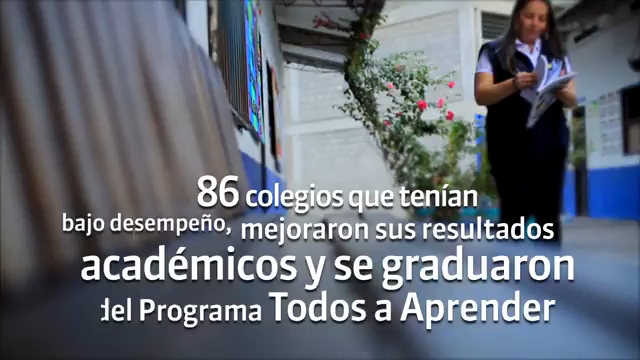 86 colegios que tenían
bajo desempeño, mejoraron sus resultados
académicos y se graduaron
del Programa Todos a Aprender